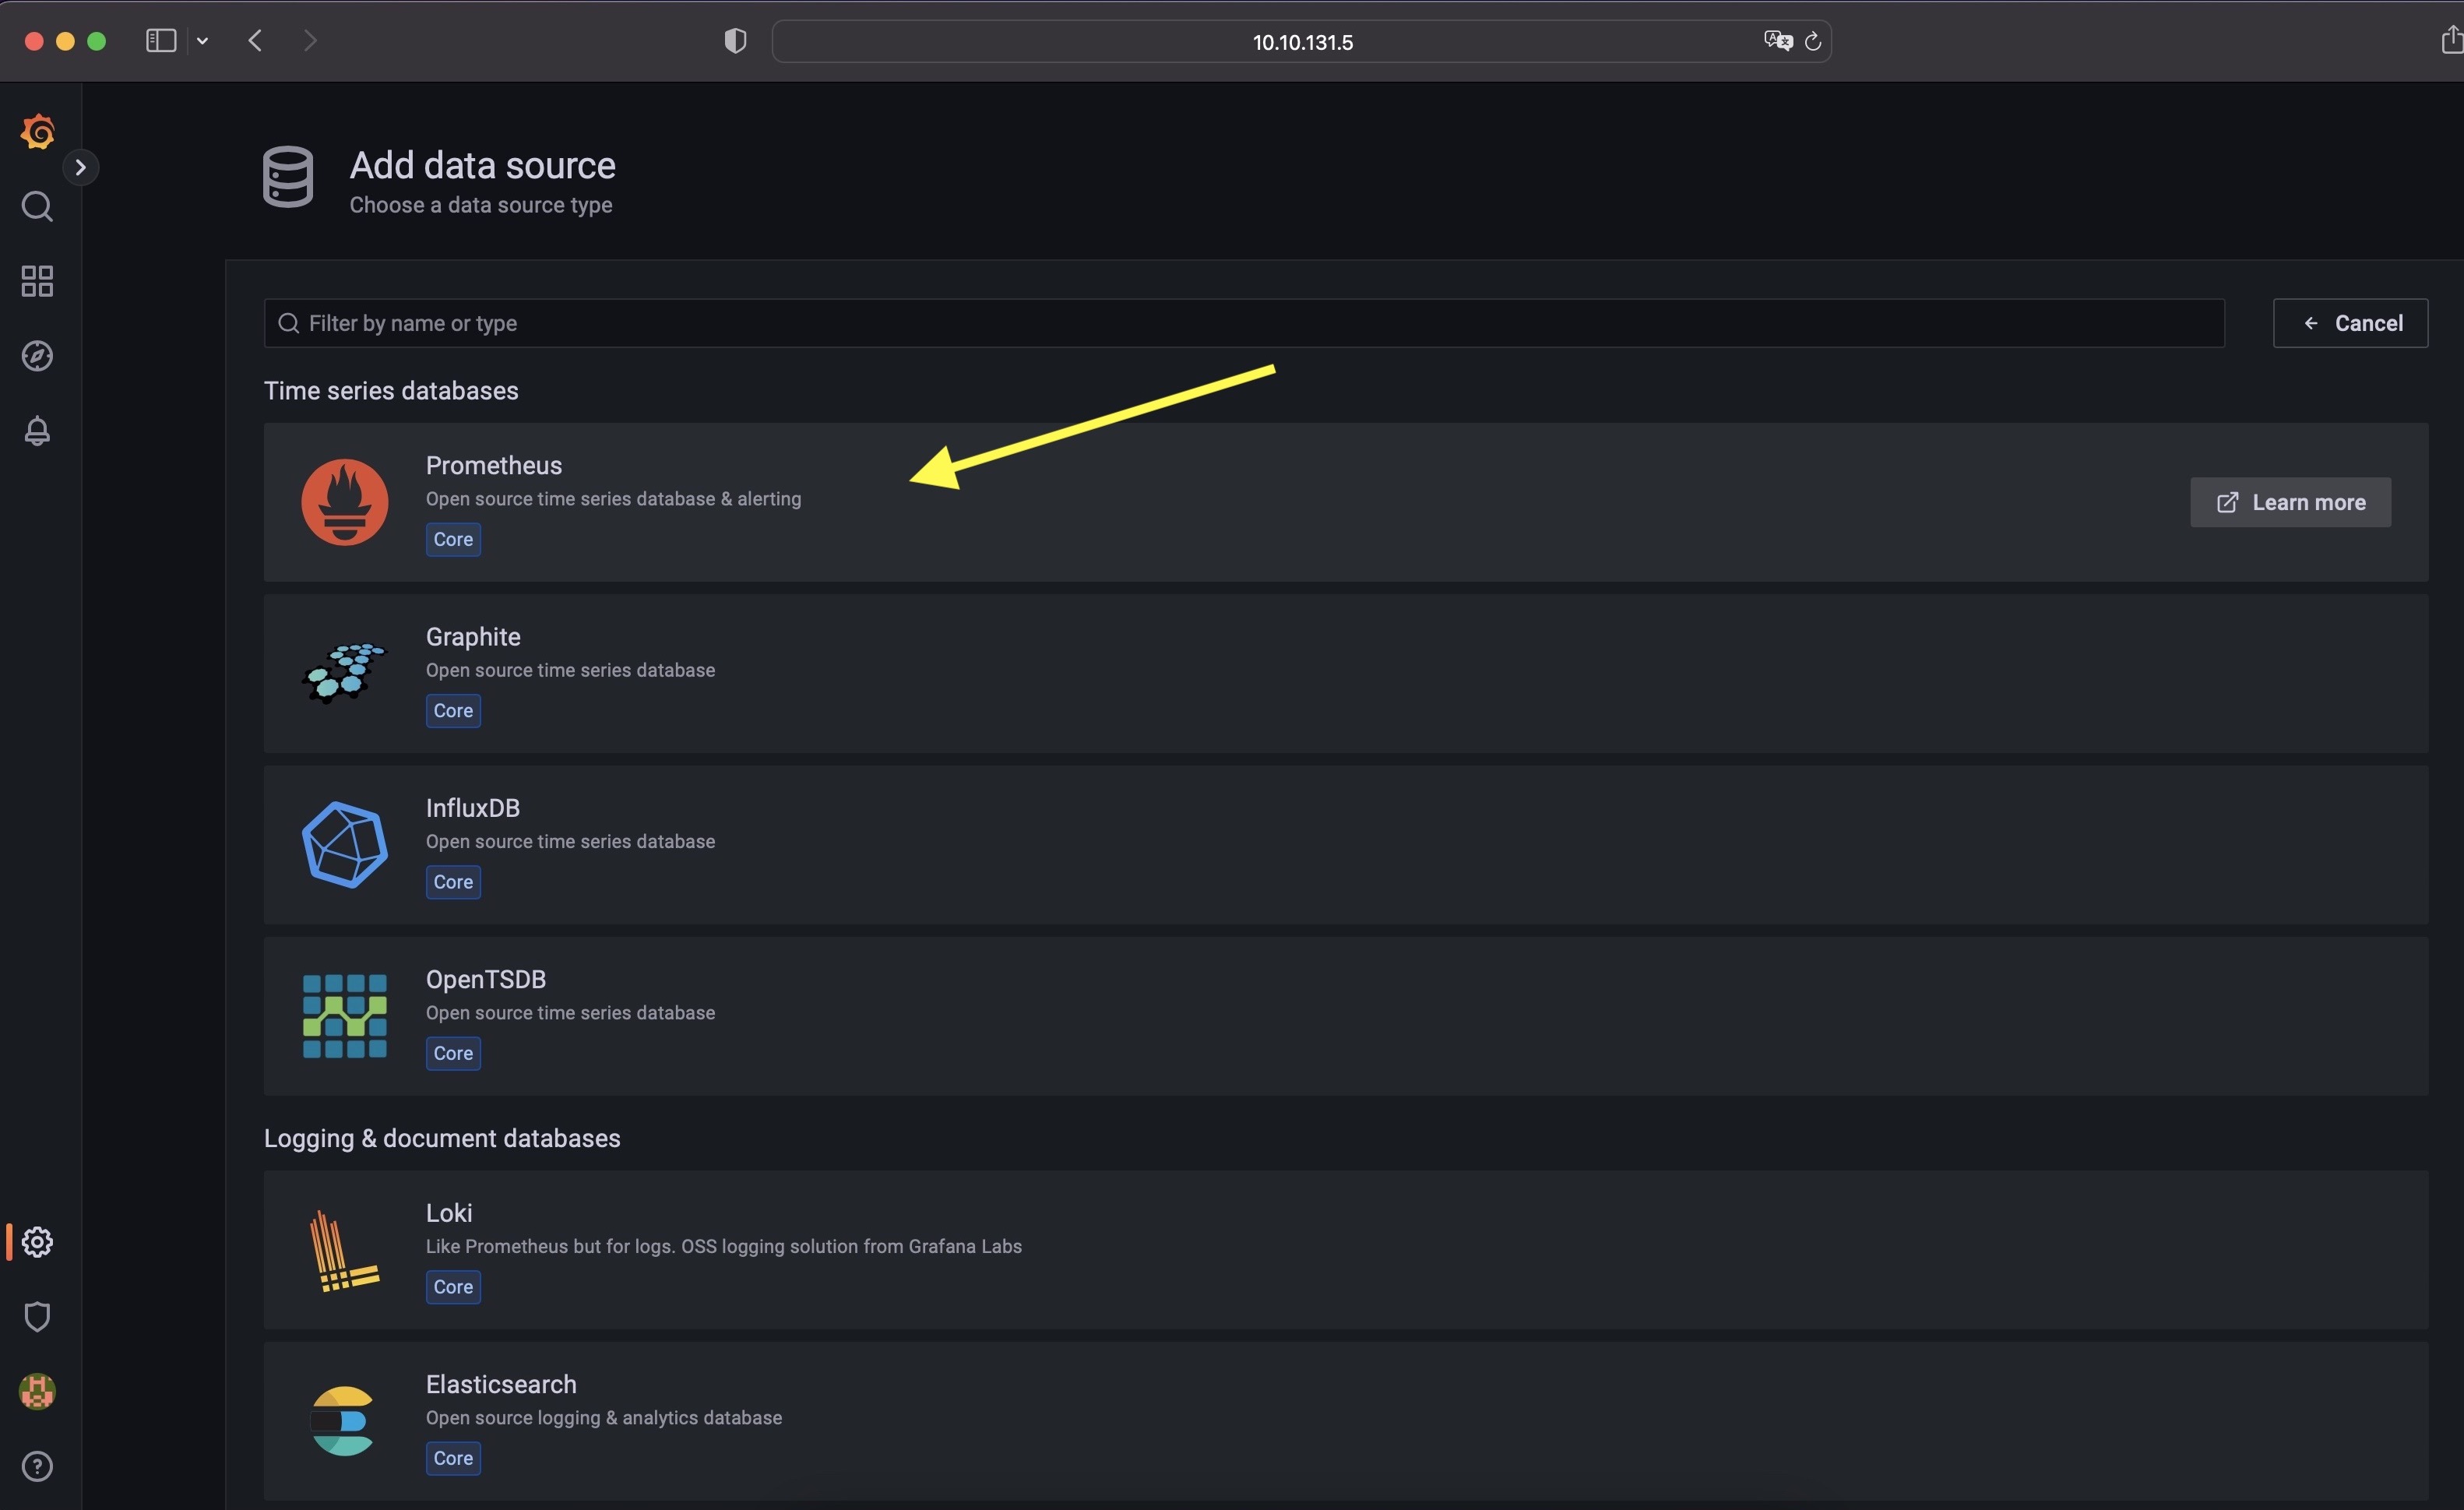 10.10.131.5
Add data source
Choose a data source type
Filter by name or type
Cancel
Time series databases
Prometheus
Open source time series database & alerting
Core
Learn more
Graphite
Open source time series database
Core
InfluxDB
Open source time series database
Core
OpenTSDB
Open source time series database
Core
Logging & document databases
Loki
Like Prometheus but for logs. OSS logging solution from Grafana Labs
Core
Elasticsearch
Open source logging & analytics database
Core